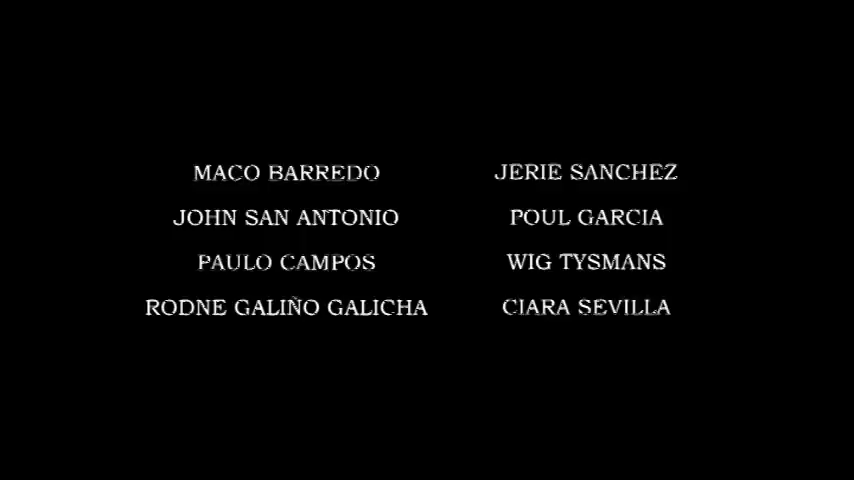 MACO BARREDO
JOHN SAN ANTONIO
PAULO CAMPOS
RODNE GALIÑO GALICHA
JERIE SANCHEZ
POUL GARCIA
WIG TYSMANS
CIARA SEVILLA